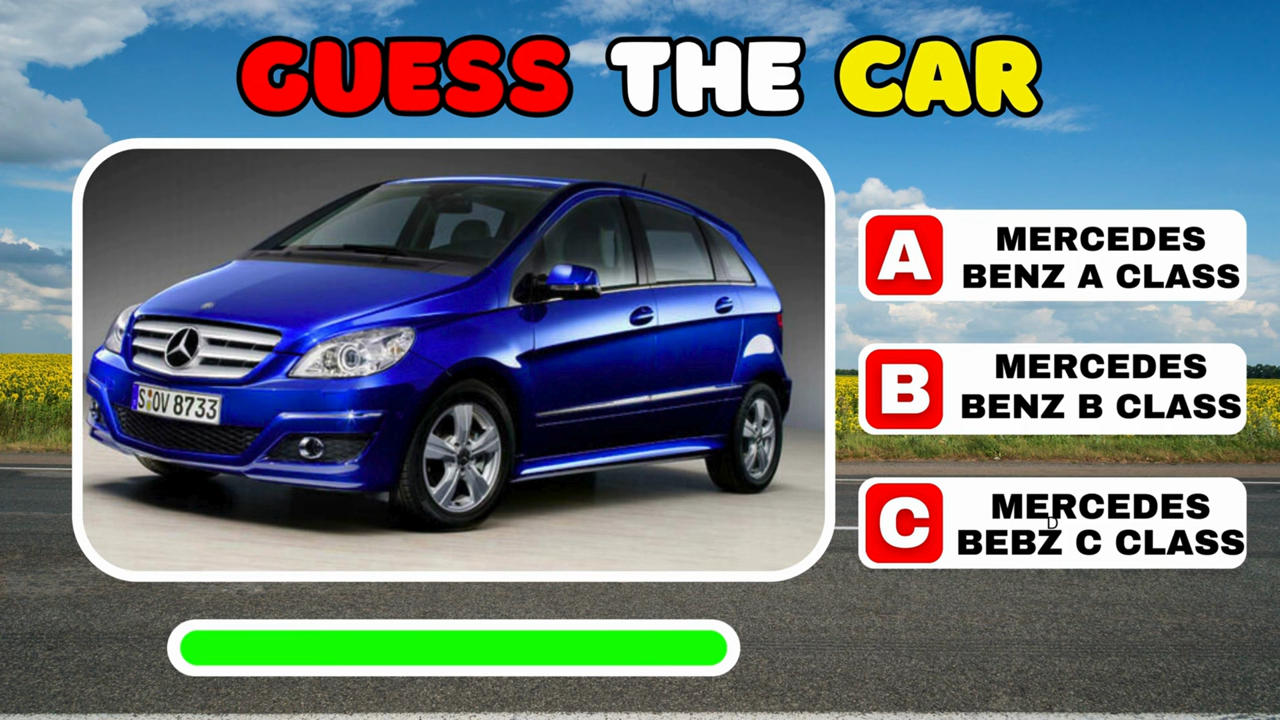 GUESS THE CAR
S OV 8733
A
MERCEDES
BENZ A CLASS
B
MERCEDES
BENZ B CLASS
C
MERCEDES
D
BEBZ C CLASS